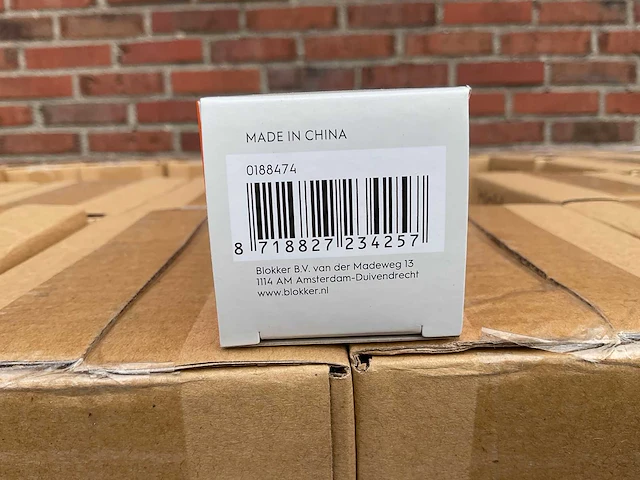 MADE IN CHINA
0188474
8 718827 234257
Blokker B.V. van der Madeweg 13
1114 AM Amsterdam-Duivendrecht
www.blokker.nl